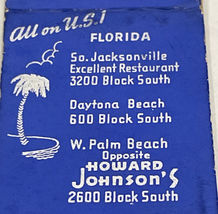 All on U.S.1
FLORIDA
So. Jacksonville
Excellent Restaurant
3200 Block South
Daytona Beach
600 Block South
W. Palm Beach
Opposite
HOWARD
JOHNSON'S
2600 Block South